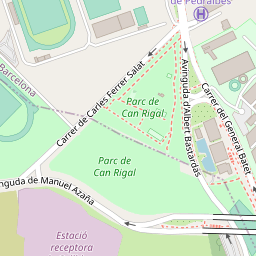 de Pedralbes
H
Barcelona
Carrer de Carles Ferrer Salat
Avinguda d'Albert Bastardas
Carrer del General Batet
Parc de
Can Rigal
Parc de
Can Rigal
nguda de Manuel Azaña
Estació
receptora